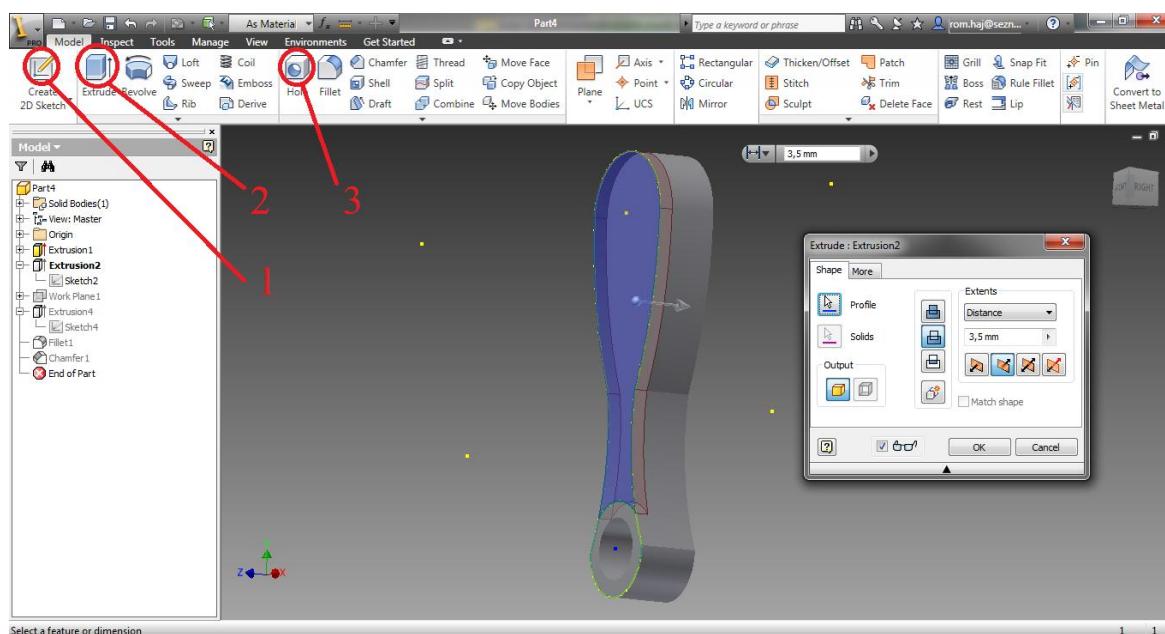 As Material
Part4
Type a keyword or phrase
rom.haj@sezn...
PRO
Model Inspect Tools Manage View Environments Get Started
Create 2D Sketch
Extrude
Revolve
Loft
Sweep
Rib
Coil
Emboss
Derive
Hole
Fillet
Chamfer
Shell
Draft
Thread
Split
Combine
Move Face
Copy Object
Move Bodies
Plane
Axis
Point
UCS
Rectangular
Circular
Mirror
Thicken/Offset
Stitch
Sculpt
Patch
Trim
Delete Face
Grill
Boss
Rest
Snap Fit
Rule Fillet
Lip
Pin
Convert to
Sheet Metal
Model
Part4
Solid Bodies(1)
View: Master
Origin
Extrusion1
Extrusion2
Sketch2
Work Plane1
Extrusion4
Sketch4
Fillet1
Chamfer1
End of Part
1
2
3
3,5 mm
RIGHT
Extrude : Extrusion2
Shape More
Profile
Solids
Output
Extents
Distance
3,5 mm
Match shape
OK Cancel
Z X
Select a feature or dimension
1 1